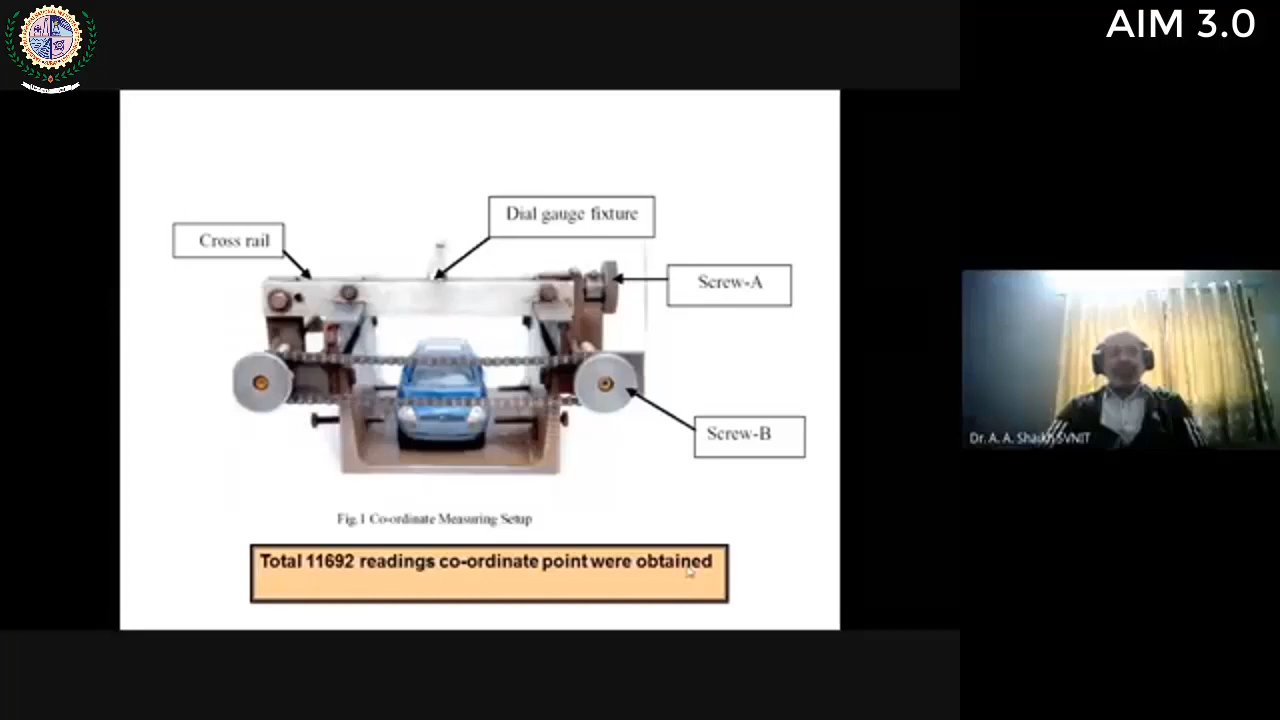 AIM 3.0
Dial gauge fixture
Cross rail
Screw-A
Screw-B
Fig.1 Co-ordinate Measuring Setup
Total 11692 readings co-ordinate point were obtained
Dr. A. A. Shaikh SVNIT